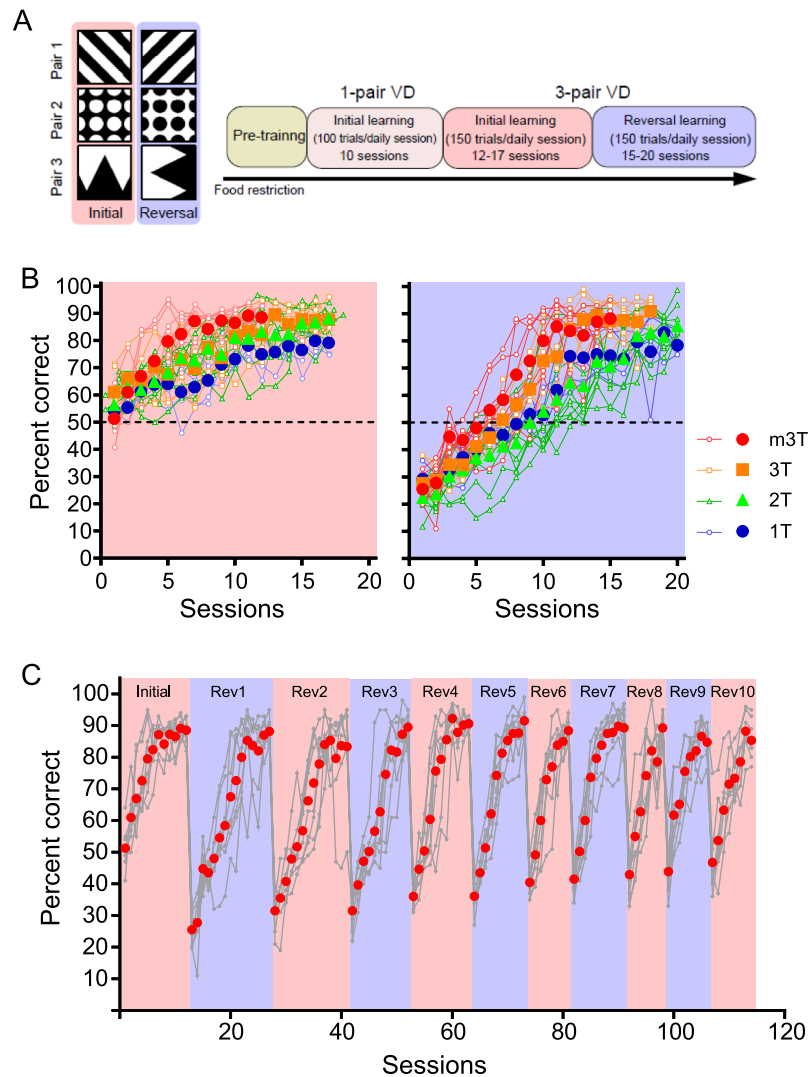 A
Pair 1
Pair 2
Pair 3
Initial
Reversal
1-pair VD
3-pair VD
Pre-trainng
Initial learning
(100 trials/daily session)
10 sessions
Initial learning
(150 trials/daily session)
12-17 sessions
Reversal learning
(150 trials/daily session)
15-20 sessions
Food restriction
B
Percent correct
100
90
80
70
60
50
40
30
20
10
0
0
5
10
15
20
Sessions
0
5
10
15
20
Sessions
m3T
3T
2T
1T
C
Initial
Rev1
Rev2
Rev3
Rev4
Rev5
Rev6
Rev7
Rev8
Rev9
Rev10
Percent correct
100
90
80
70
60
50
40
30
20
10
20
40
60
80
100
120
Sessions